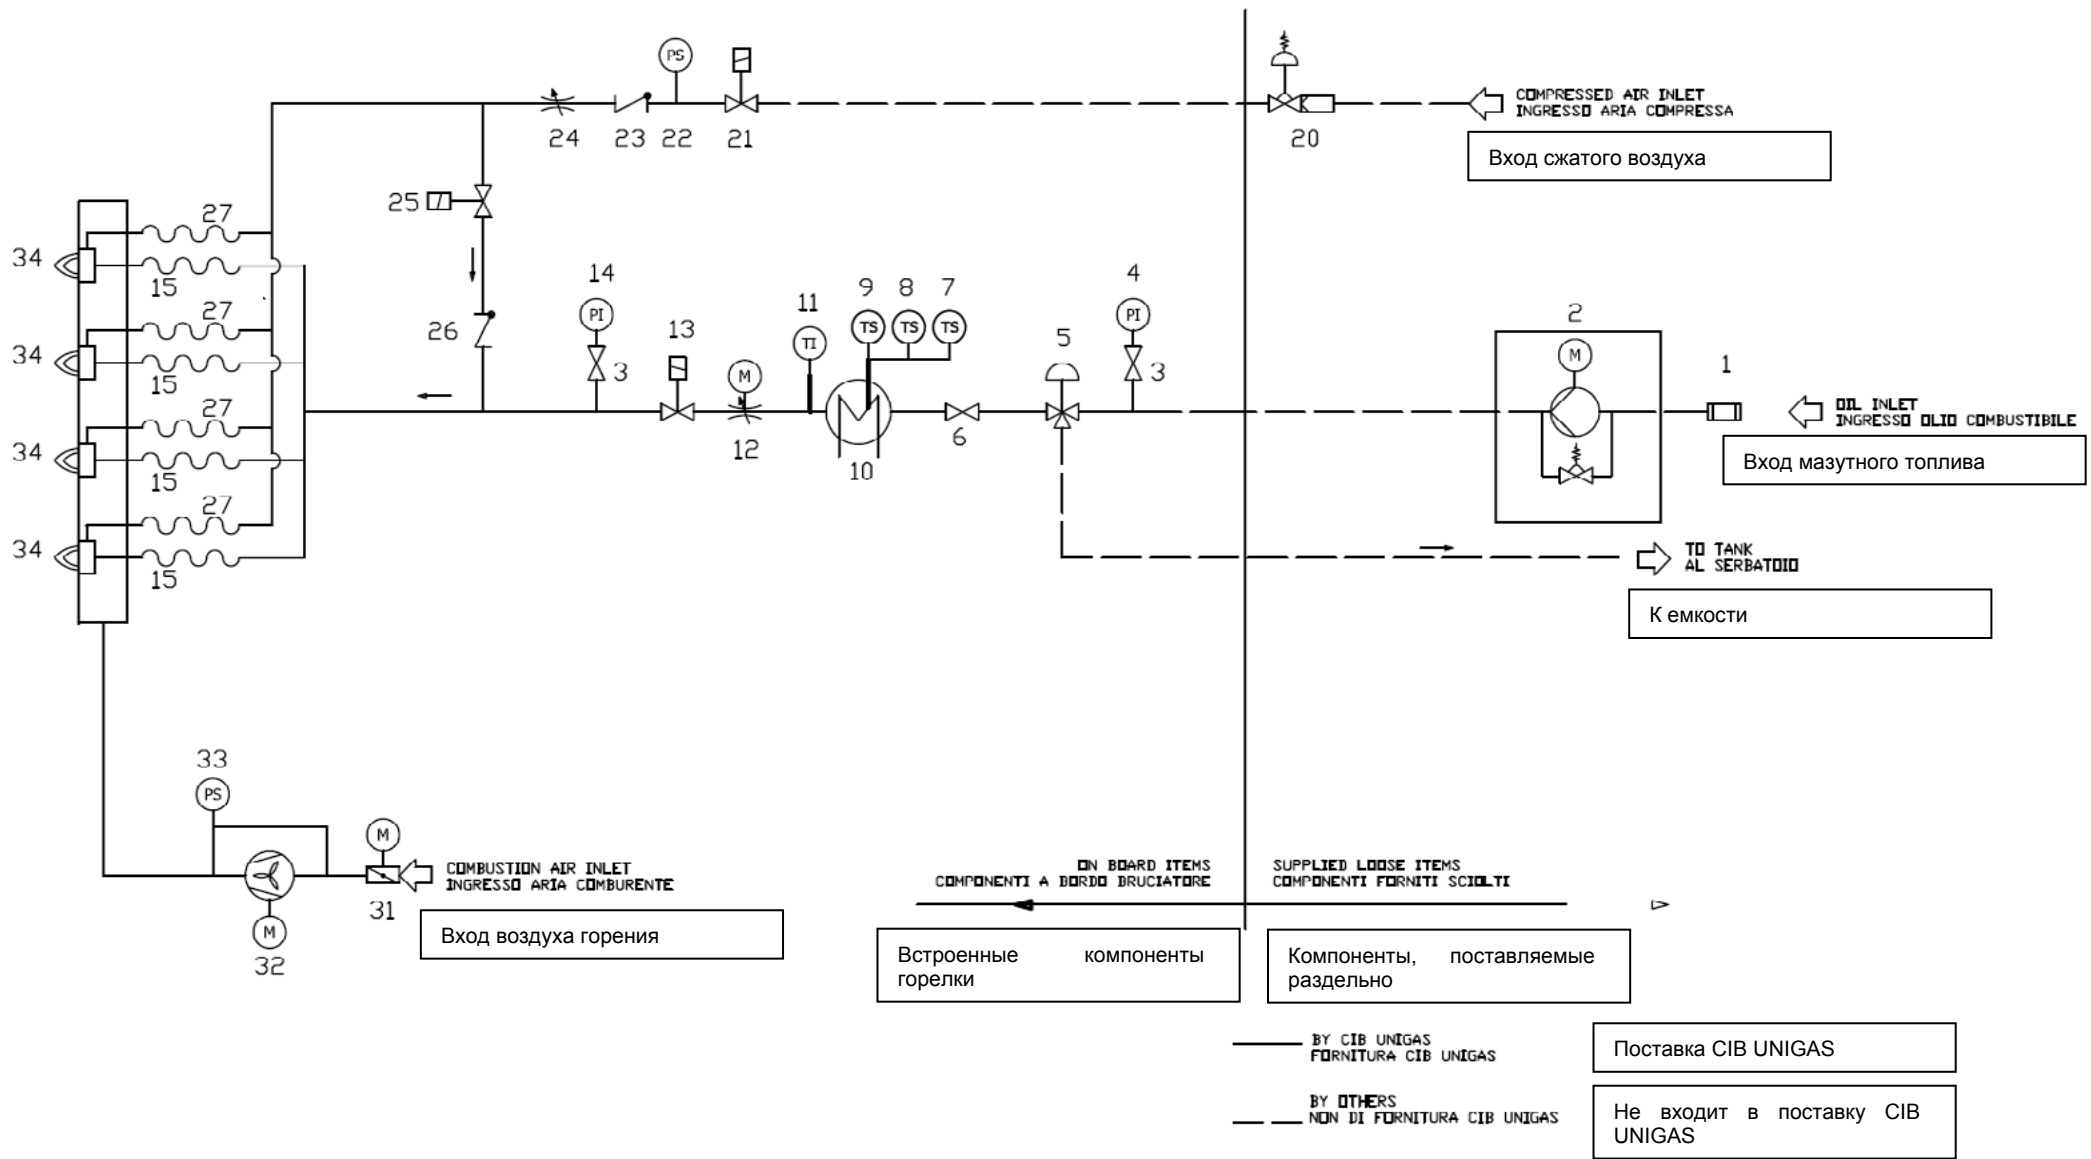 PS
COMPRESSED AIR INLET
INGRESSO ARIA COMPRESSA
24
23
22
21
20
Вход сжатого воздуха
25
27
34
15
14
11
9
8
7
4
PI
TI
TS
TS
TS
PI
26
13
5
2
27
34
15
3
M
3
M
1
OIL INLET
INGRESSO OLIO COMBUSTIBILE
12
10
6
Вход мазутного топлива
27
34
15
27
34
15
TO TANK
AL SERBATOIO
К емкости
33
PS
M
COMBUSTION AIR INLET
INGRESSO ARIA COMBURENTE
31
M
32
Вход воздуха горения
ON BOARD ITEMS
COMPONENTI A BORDO BRUCIATORE
SUPPLIED LOOSE ITEMS
COMPONENTI FORNITI SCIOLTI
Встроенные компоненты
горелки
Компоненты, поставляемые
раздельно
BY CIB UNIGAS
FORNITURA CIB UNIGAS
Поставка CIB UNIGAS
BY OTHERS
NON DI FORNITURA CIB UNIGAS
Не входит в поставку CIB
UNIGAS